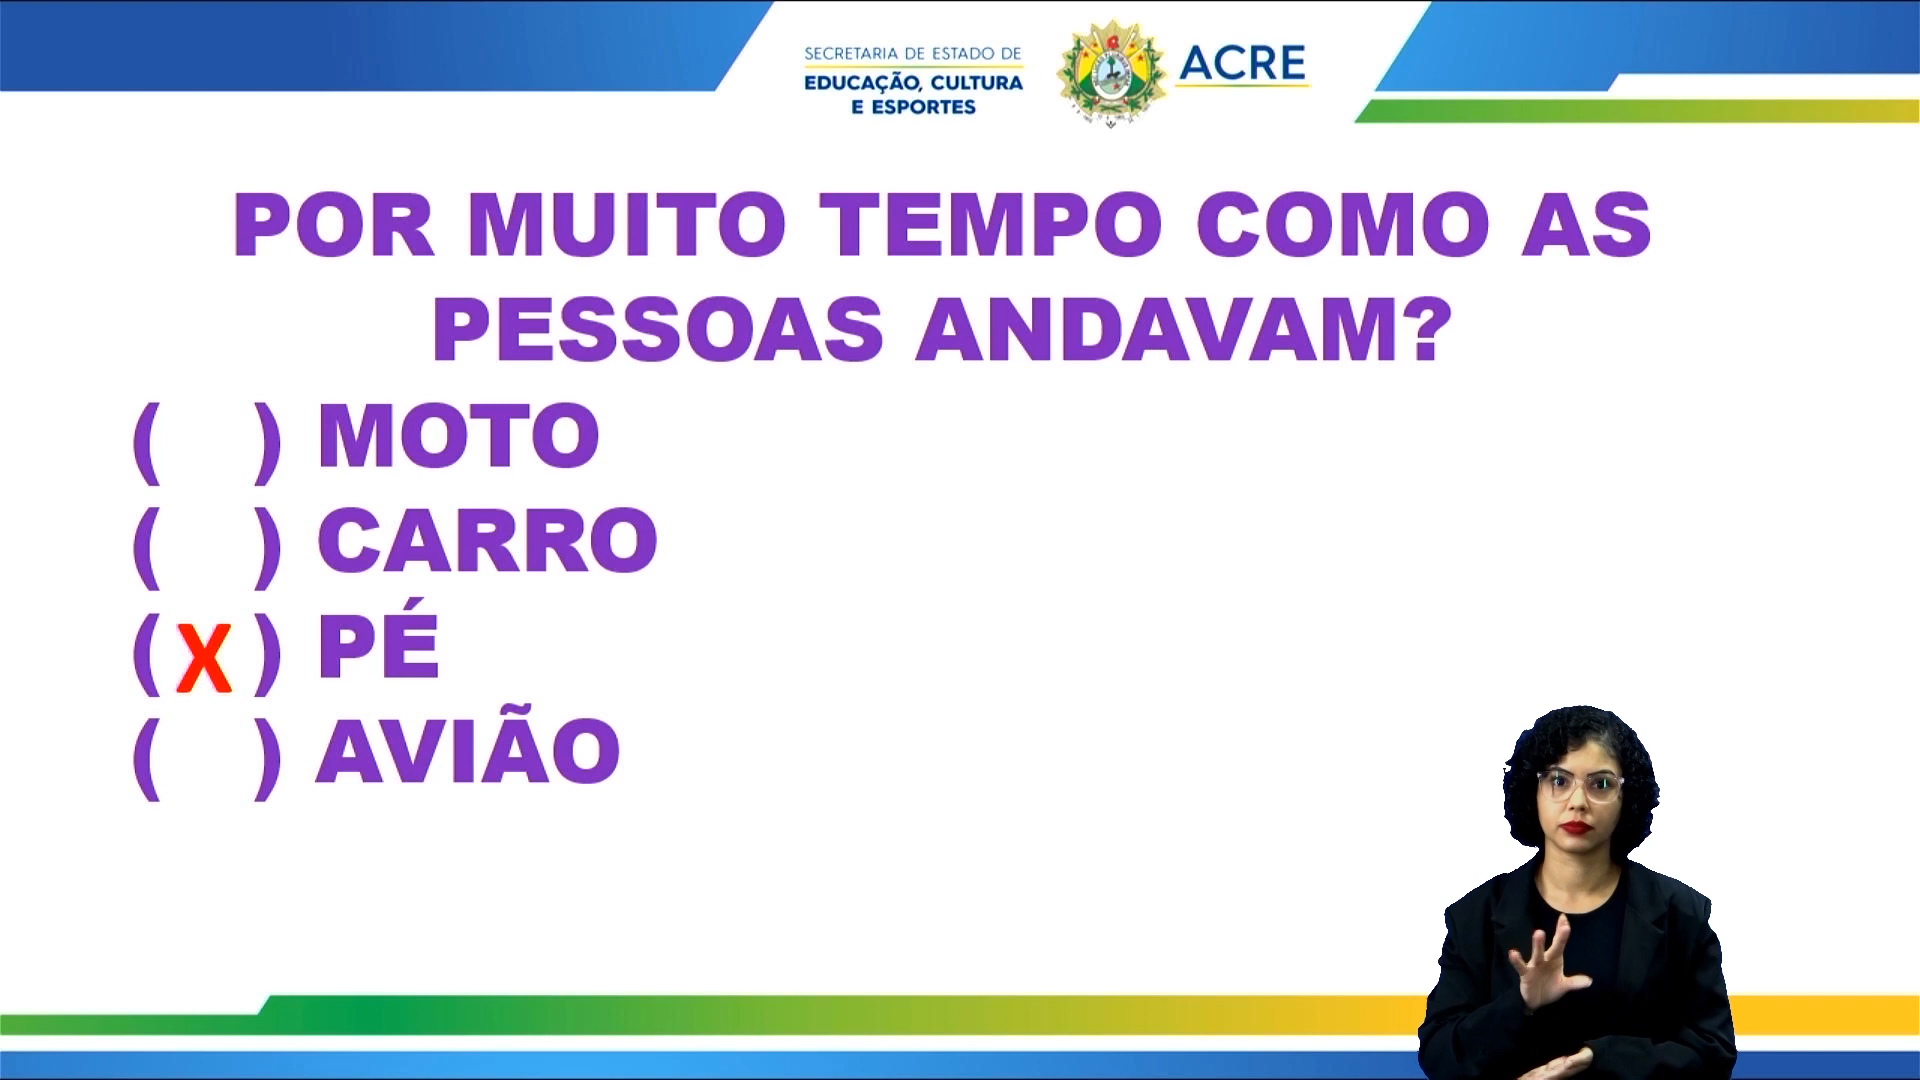 SECRETARIA DE ESTADO DE
EDUCAÇÃO, CULTURA
E ESPORTES
ACRE
POR MUITO TEMPO COMO AS
PESSOAS ANDAVAM?
(   ) MOTO
(   ) CARRO
( X ) PÉ
(   ) AVIÃO